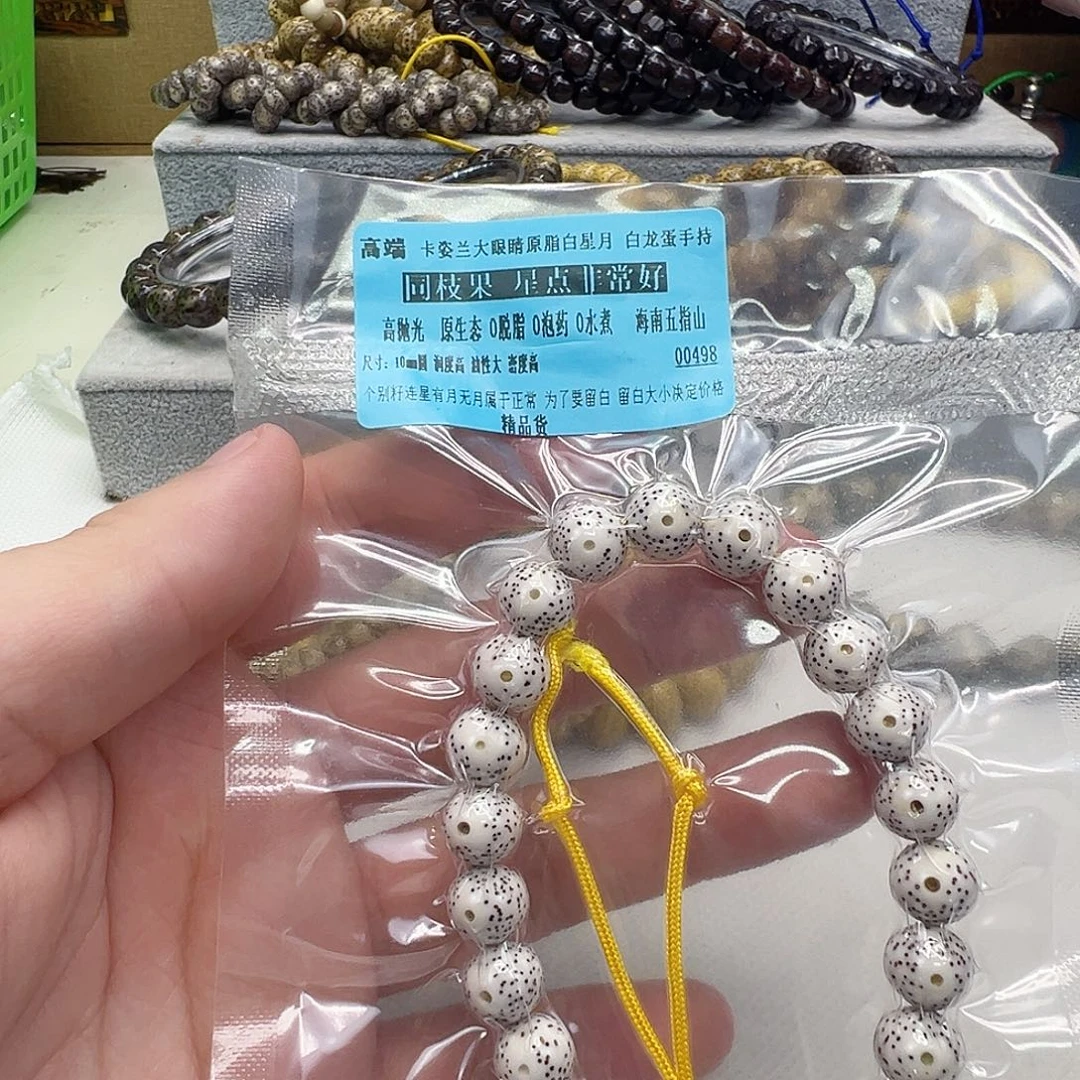 高端 卡姿兰大眼睛原脂白星月 白龙蛋手持
同枝果 星点非常好
高抛光 原生态 0脱脂 0泡药 0水煮 海南五指山
尺寸：10mm圆 润度高 油性大 密度高 00498
个别籽连星有月无月属于正常 为了要留白 留白大小决定价格
精品货